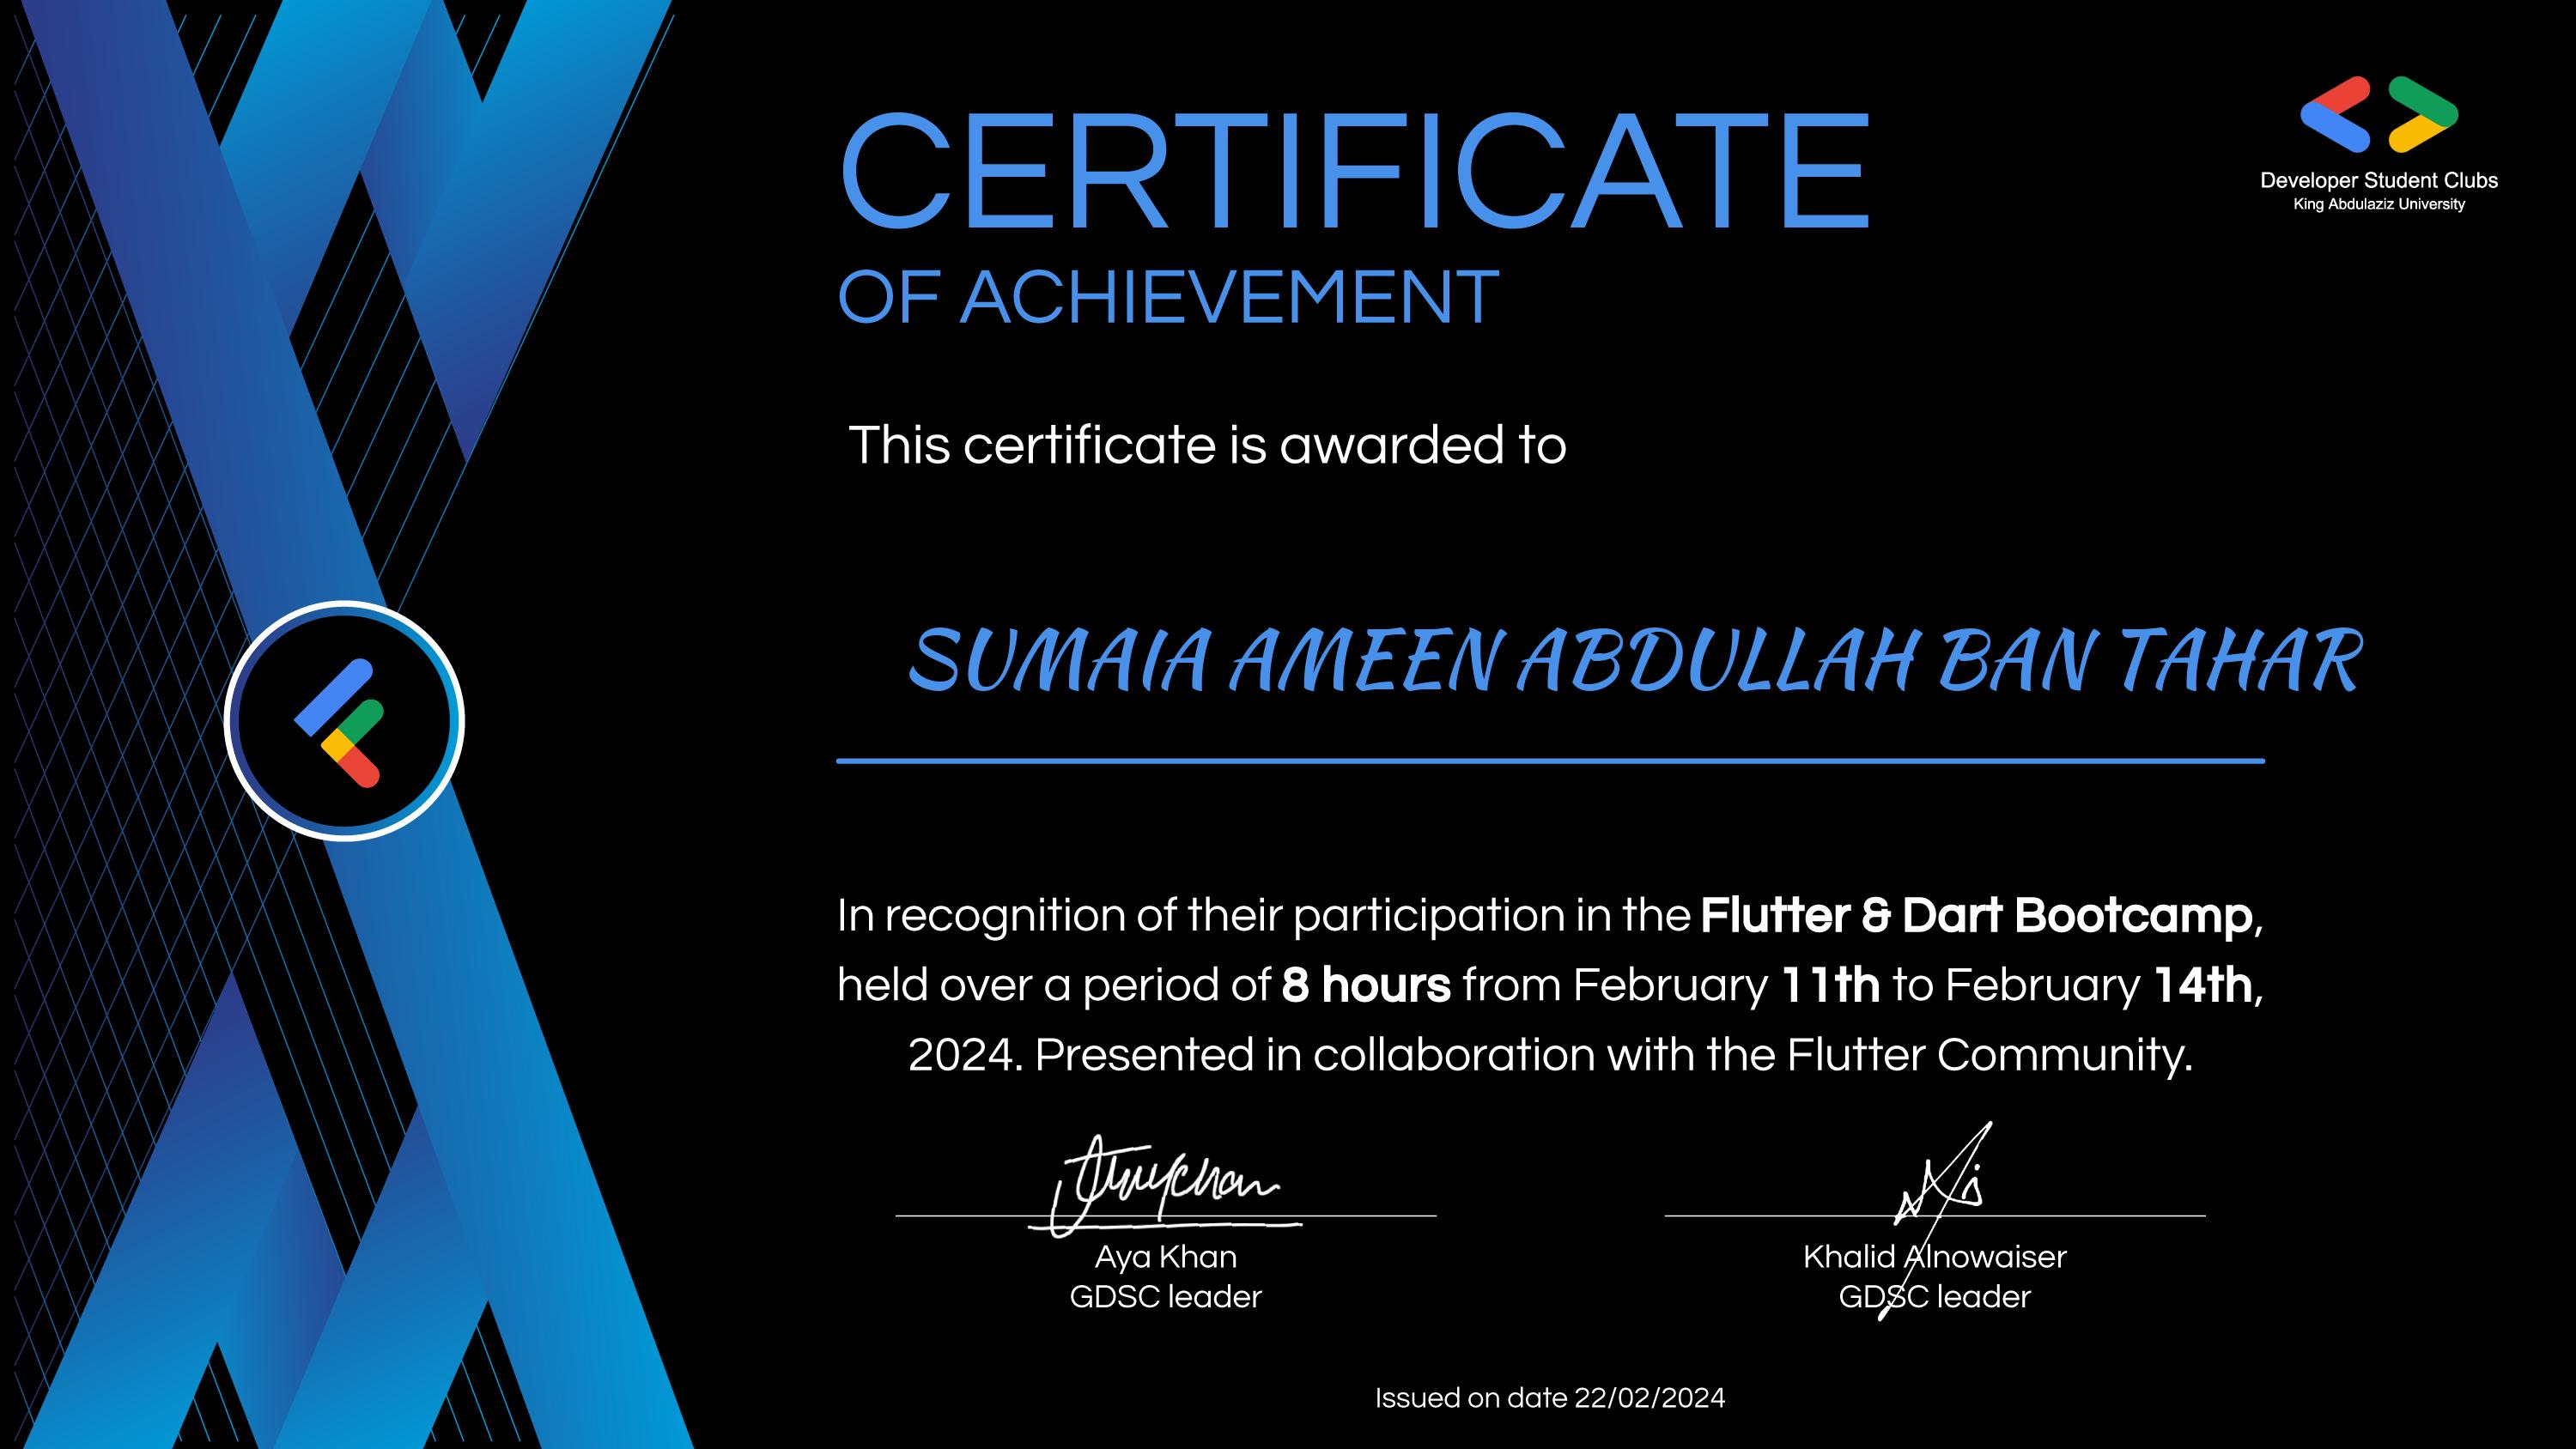 CERTIFICATE
OF ACHIEVEMENT
Developer Student Clubs
King Abdulaziz University
This certificate is awarded to
SUMAIA AMEEN ABDULLAH BAN TAHAR
In recognition of their participation in the Flutter & Dart Bootcamp,
held over a period of 8 hours from February 11th to February 14th,
2024. Presented in collaboration with the Flutter Community.
Aya Khan
GDSC leader
Khalid Alnowaiser
GDSC leader
Issued on date 22/02/2024